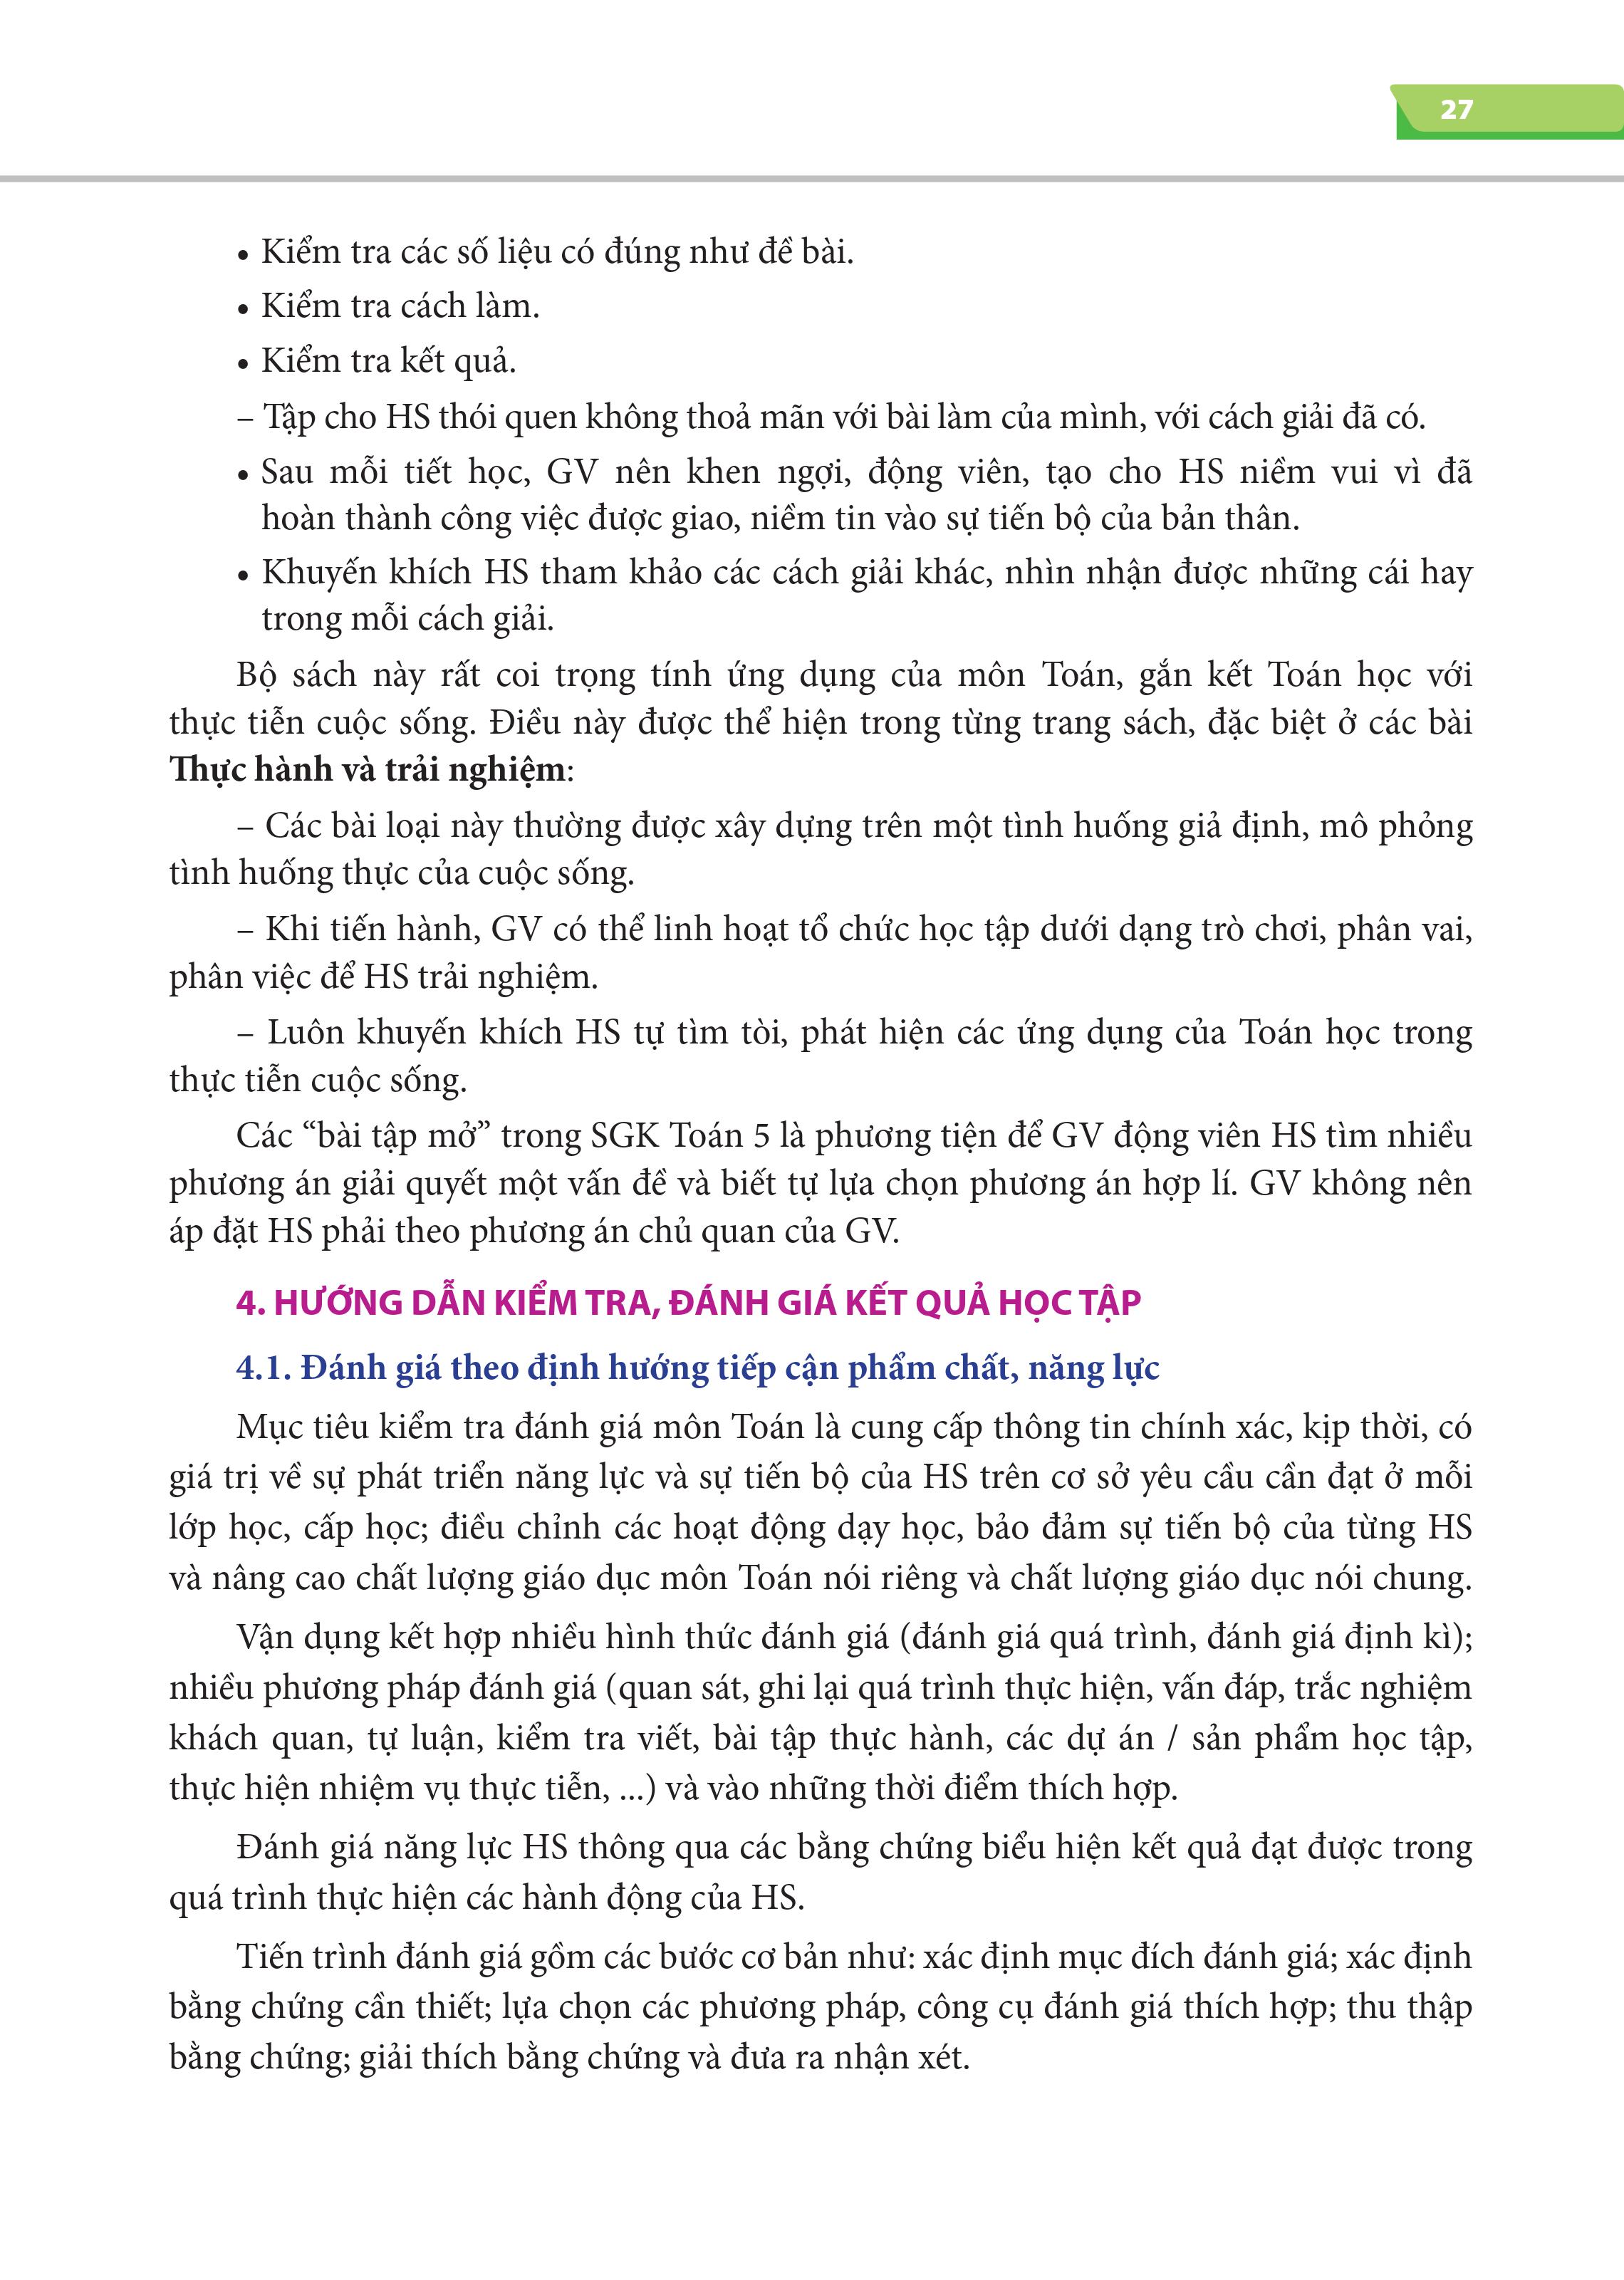 27
• Kiểm tra các số liệu có đúng như đề bài.
• Kiểm tra cách làm.
• Kiểm tra kết quả.
– Tập cho HS thói quen không thoả mãn với bài làm của mình, với cách giải đã có.
• Sau mỗi tiết học, GV nên khen ngợi, động viên, tạo cho HS niềm vui vì đã
hoàn thành công việc được giao, niềm tin vào sự tiến bộ của bản thân.
• Khuyến khích HS tham khảo các cách giải khác, nhìn nhận được những cái hay
trong mỗi cách giải.
Bộ sách này rất coi trọng tính ứng dụng của môn Toán, gắn kết Toán học với
thực tiễn cuộc sống. Điều này được thể hiện trong từng trang sách, đặc biệt ở các bài
Thực hành và trải nghiệm:
– Các bài loại này thường được xây dựng trên một tình huống giả định, mô phỏng
tình huống thực của cuộc sống.
– Khi tiến hành, GV có thể linh hoạt tổ chức học tập dưới dạng trò chơi, phân vai,
phân việc để HS trải nghiệm.
– Luôn khuyến khích HS tự tìm tòi, phát hiện các ứng dụng của Toán học trong
thực tiễn cuộc sống.
Các “bài tập mở” trong SGK Toán 5 là phương tiện để GV động viên HS tìm nhiều
phương án giải quyết một vấn đề và biết tự lựa chọn phương án hợp lí. GV không nên
áp đặt HS phải theo phương án chủ quan của GV.
4. HƯỚNG DẪN KIỂM TRA, ĐÁNH GIÁ KẾT QUẢ HỌC TẬP
4.1. Đánh giá theo định hướng tiếp cận phẩm chất, năng lực
Mục tiêu kiểm tra đánh giá môn Toán là cung cấp thông tin chính xác, kịp thời, có
giá trị về sự phát triển năng lực và sự tiến bộ của HS trên cơ sở yêu cầu cần đạt ở mỗi
lớp học, cấp học; điều chỉnh các hoạt động dạy học, bảo đảm sự tiến bộ của từng HS
và nâng cao chất lượng giáo dục môn Toán nói riêng và chất lượng giáo dục nói chung.
Vận dụng kết hợp nhiều hình thức đánh giá (đánh giá quá trình, đánh giá định kì);
nhiều phương pháp đánh giá (quan sát, ghi lại quá trình thực hiện, vấn đáp, trắc nghiệm
khách quan, tự luận, kiểm tra viết, bài tập thực hành, các dự án / sản phẩm học tập,
thực hiện nhiệm vụ thực tiễn, ...) và vào những thời điểm thích hợp.
Đánh giá năng lực HS thông qua các bằng chứng biểu hiện kết quả đạt được trong
quá trình thực hiện các hành động của HS.
Tiến trình đánh giá gồm các bước cơ bản như: xác định mục đích đánh giá; xác định
bằng chứng cần thiết; lựa chọn các phương pháp, công cụ đánh giá thích hợp; thu thập
bằng chứng; giải thích bằng chứng và đưa ra nhận xét.